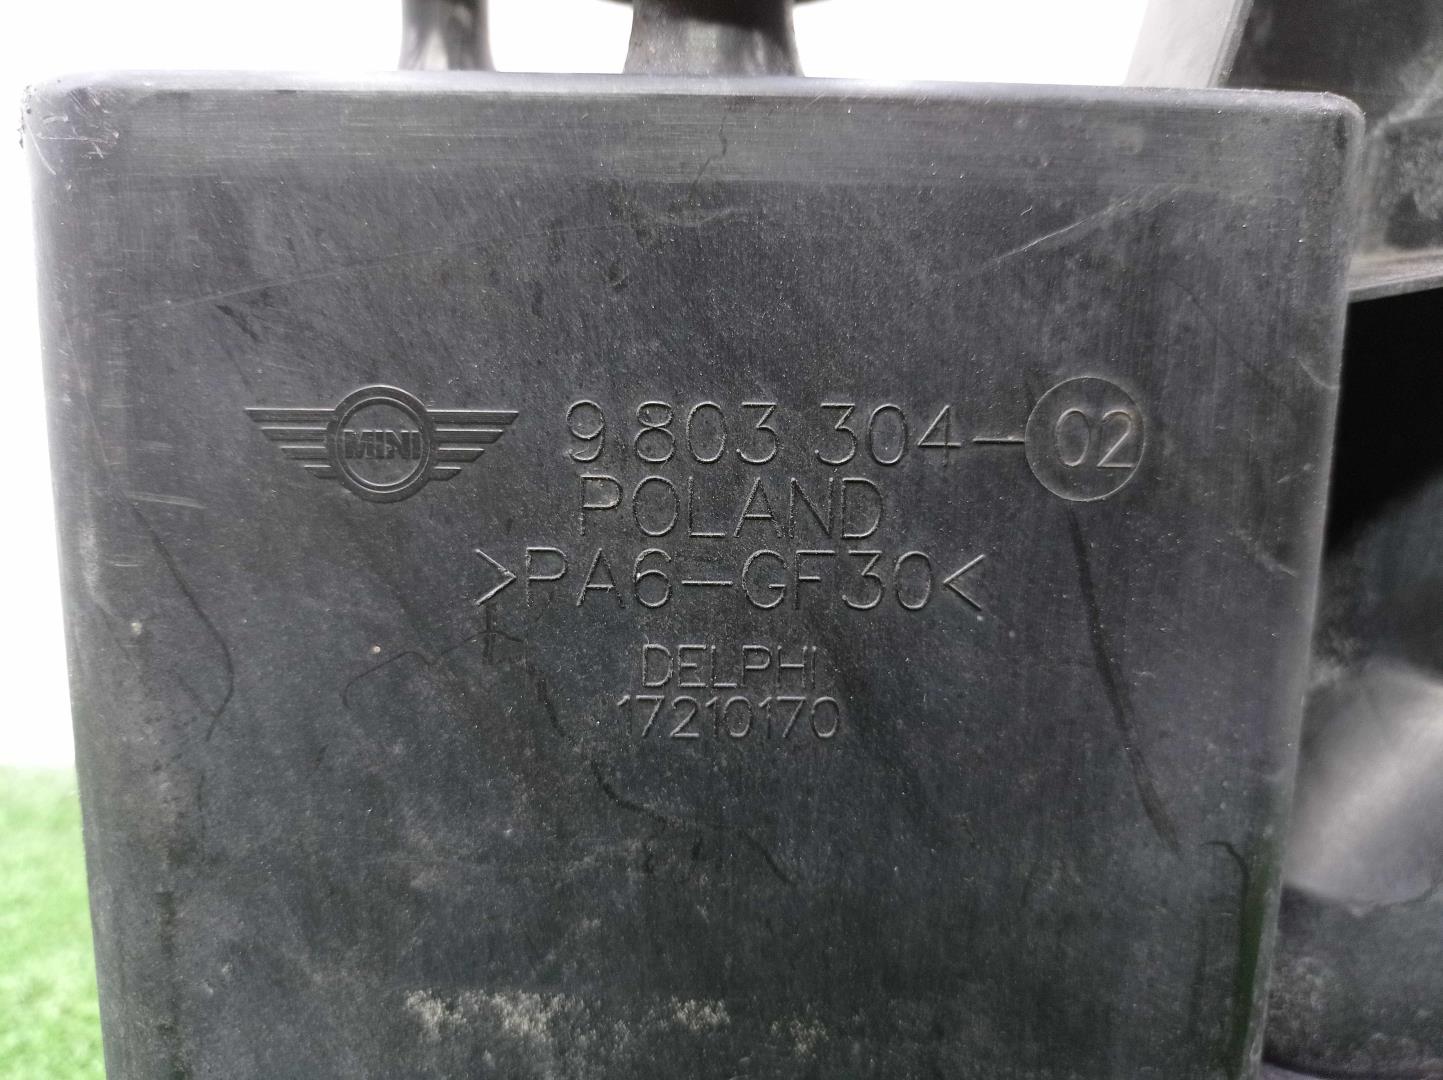 MINI 9 803 304-02
POLAND
>PA6-GF30<
DELPHI
17210170